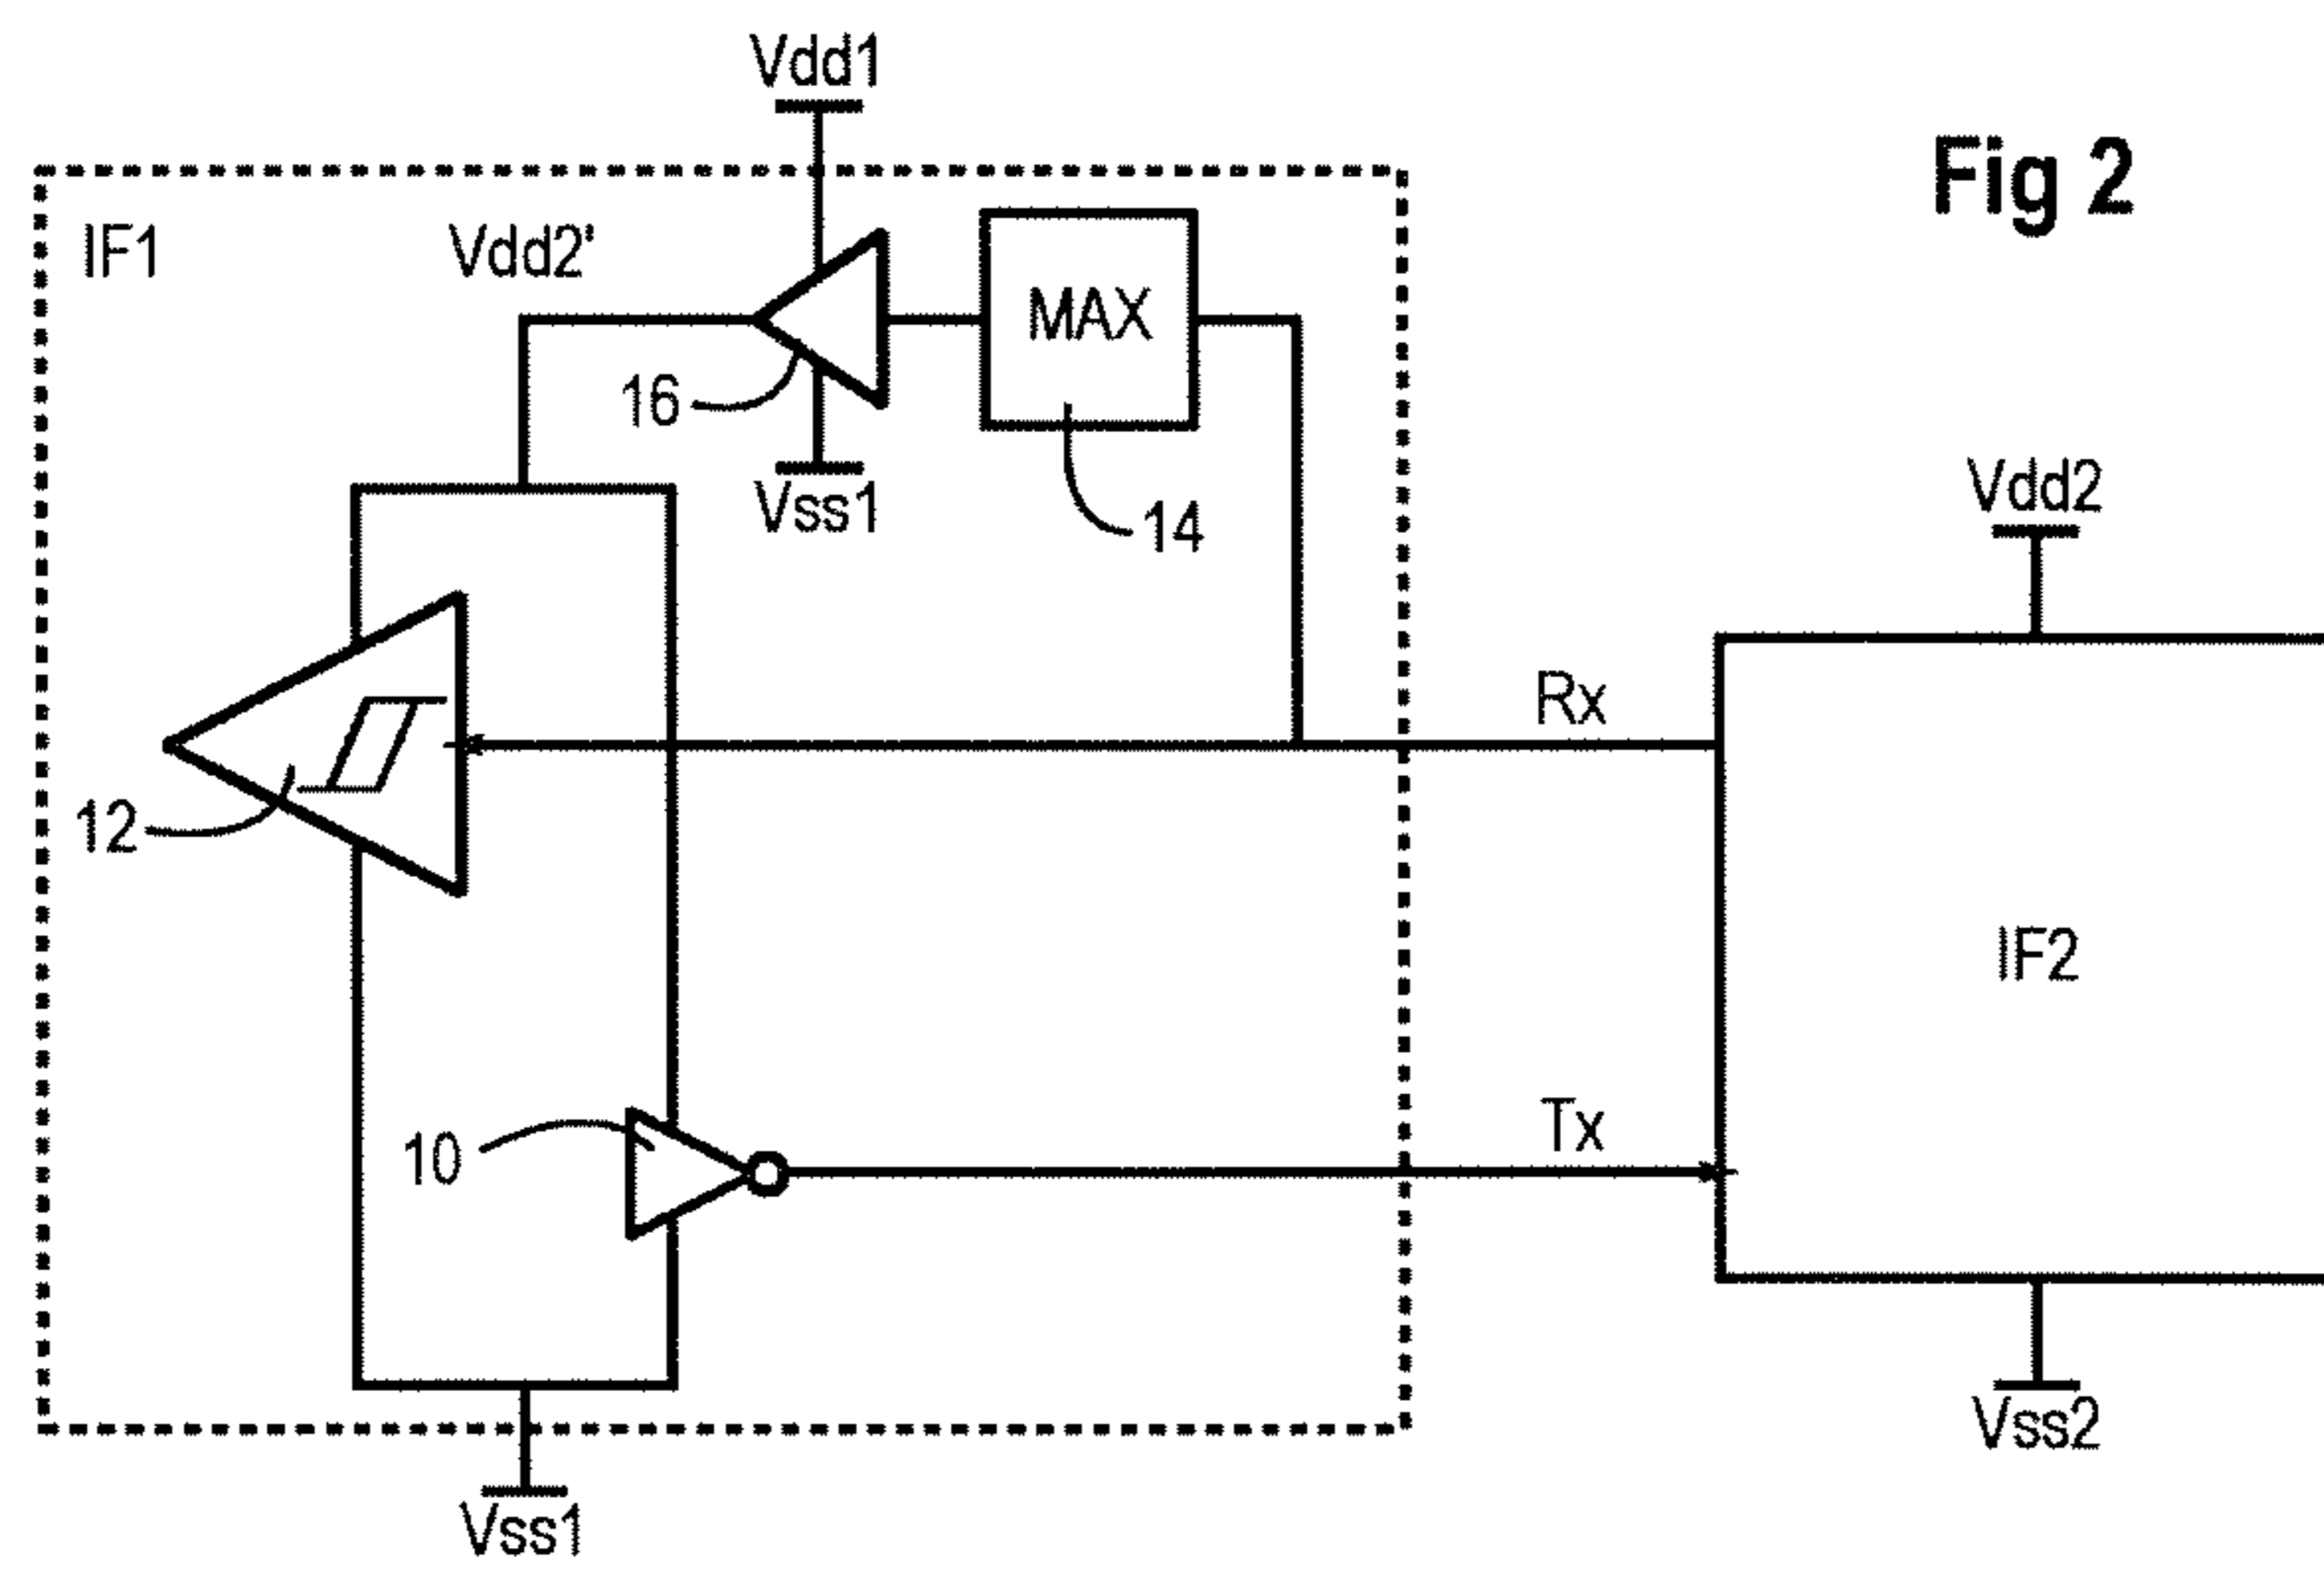 Vdd1
Fig 2
IF1
Vdd2'
MAX
16
Vss1
14
Vdd2
Rx
12
IF2
Tx
10
Vss2
Vss1